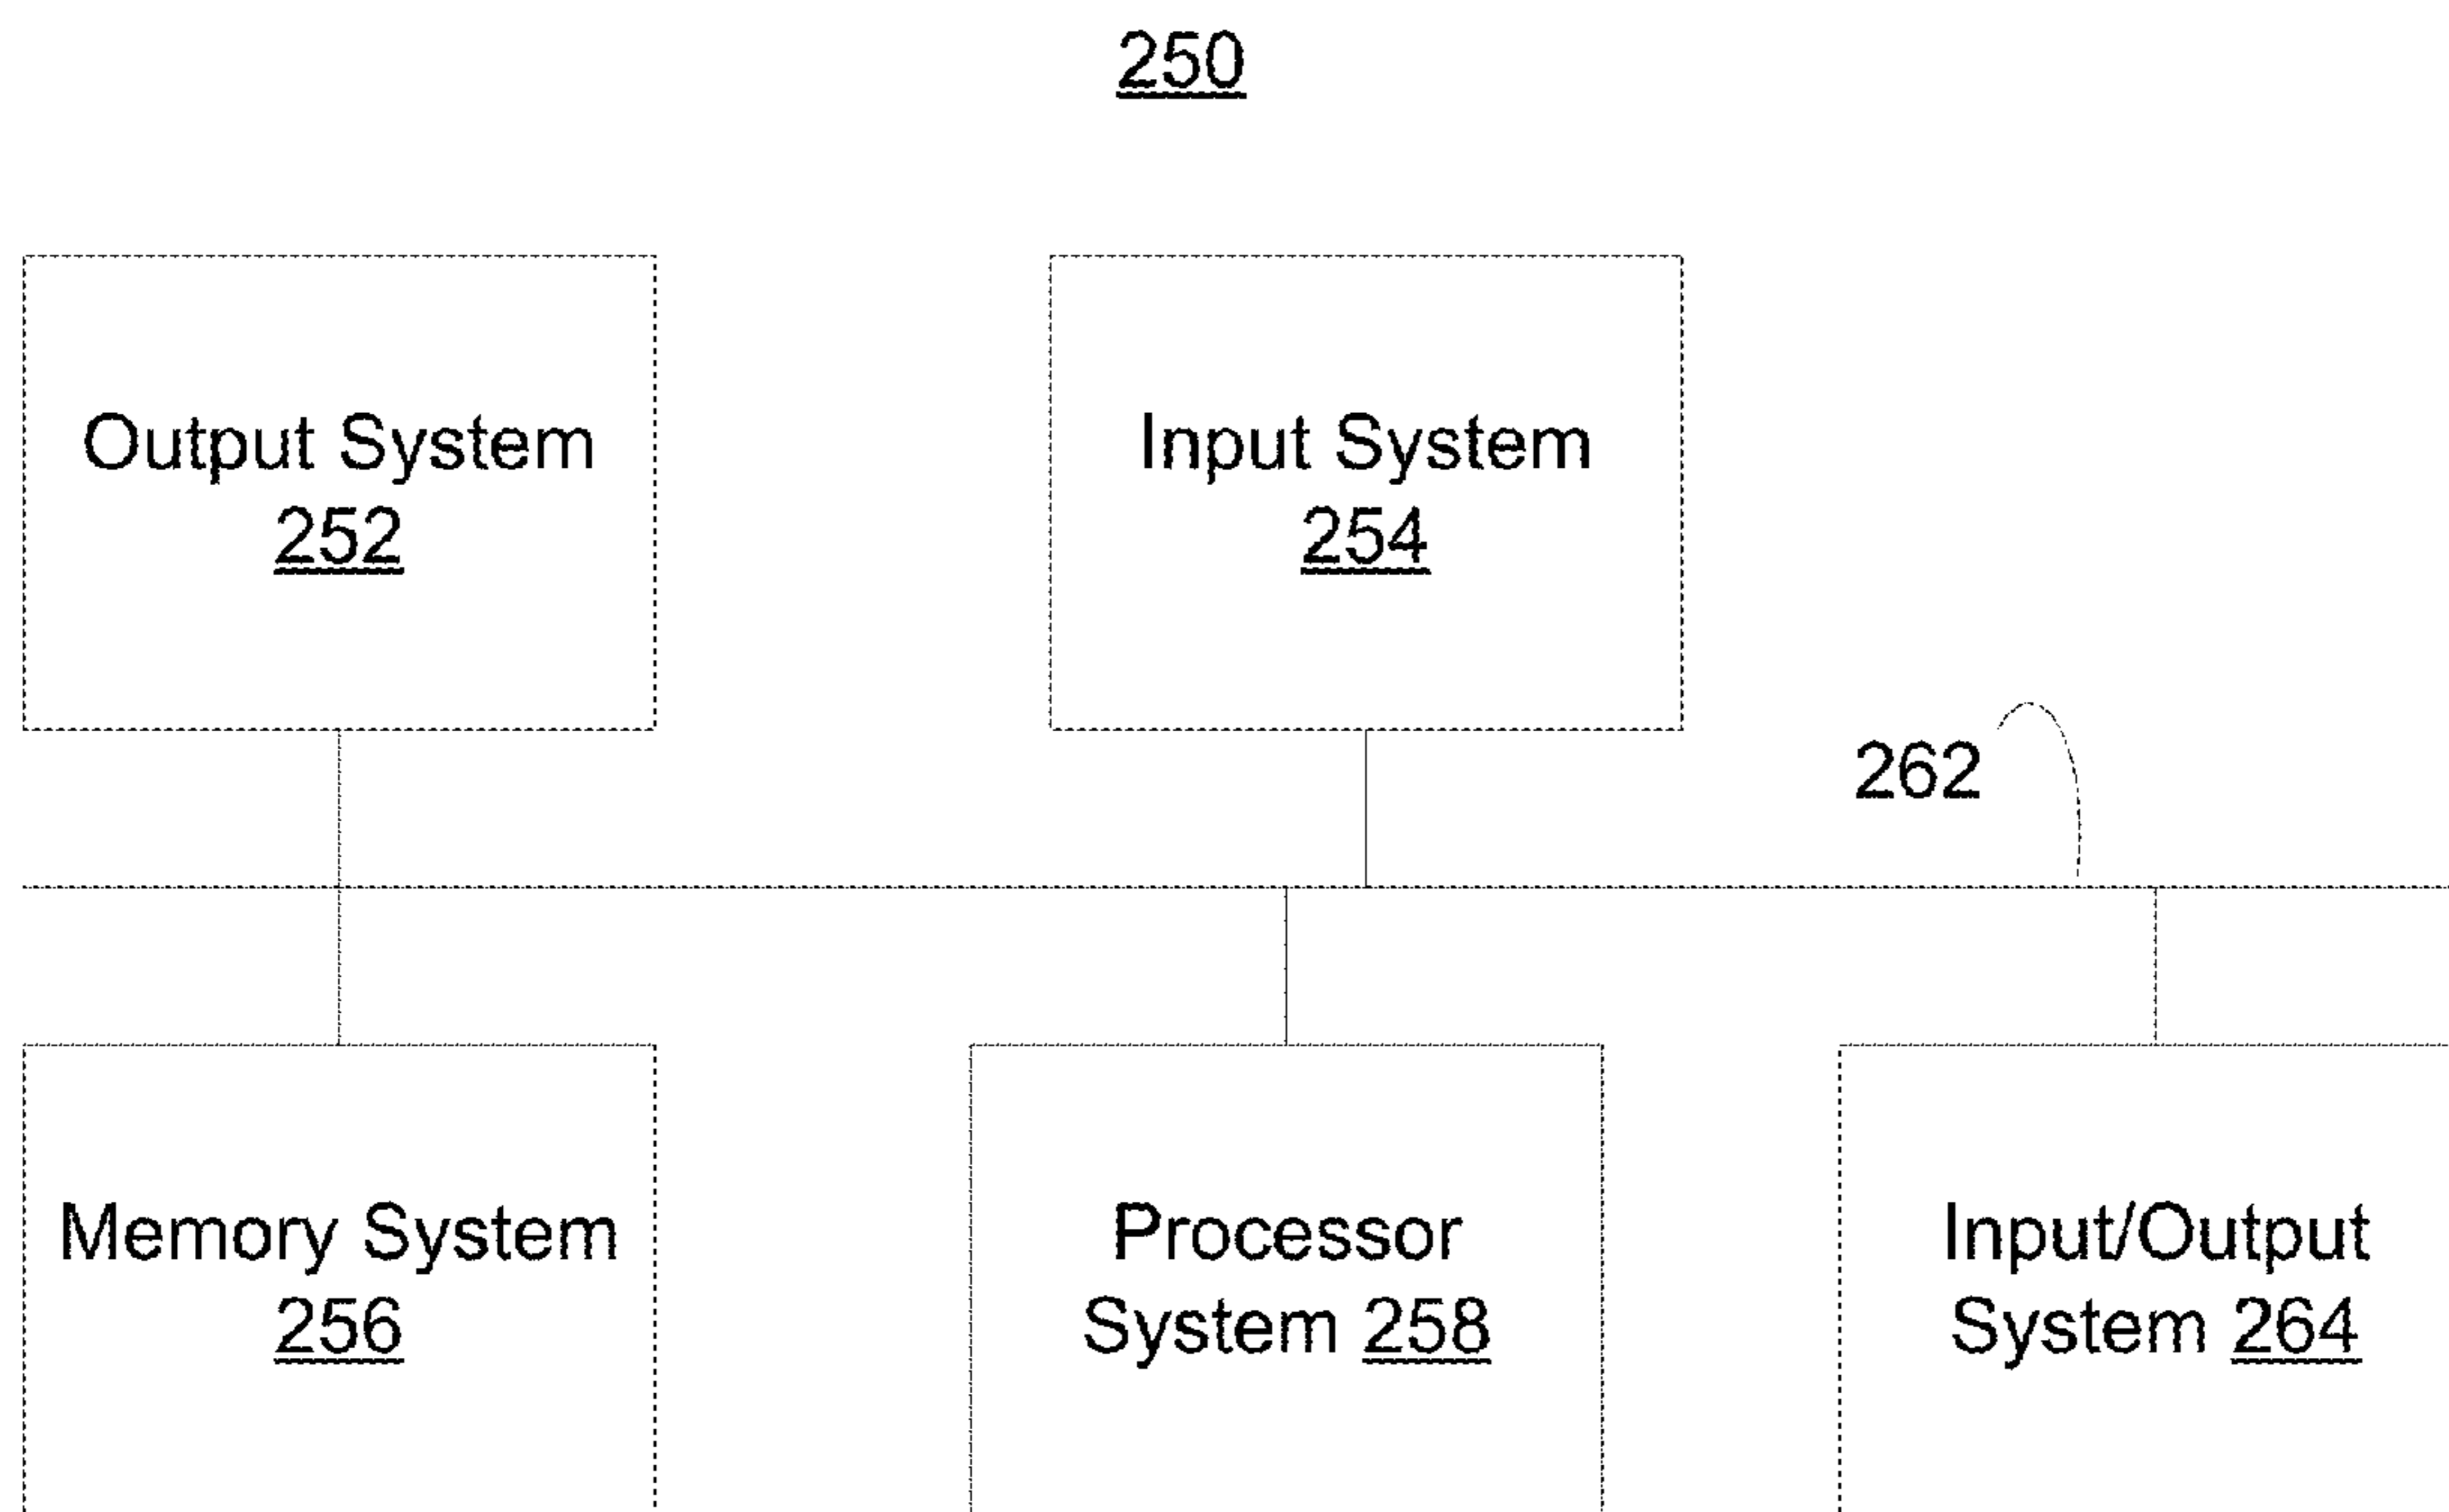 250
Output System
252
Input System
254
262
Memory System
256
Processor
System 258
Input/Output
System 264